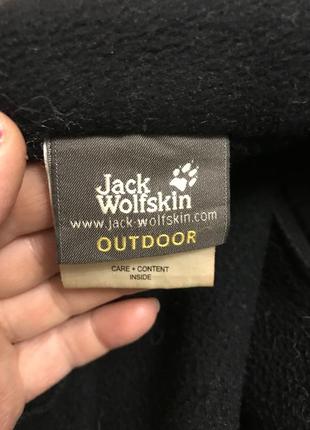 Jack
Wolfskin
www.jack-wolfskin.com
OUTDOOR
CARE + CONTENT
INSIDE